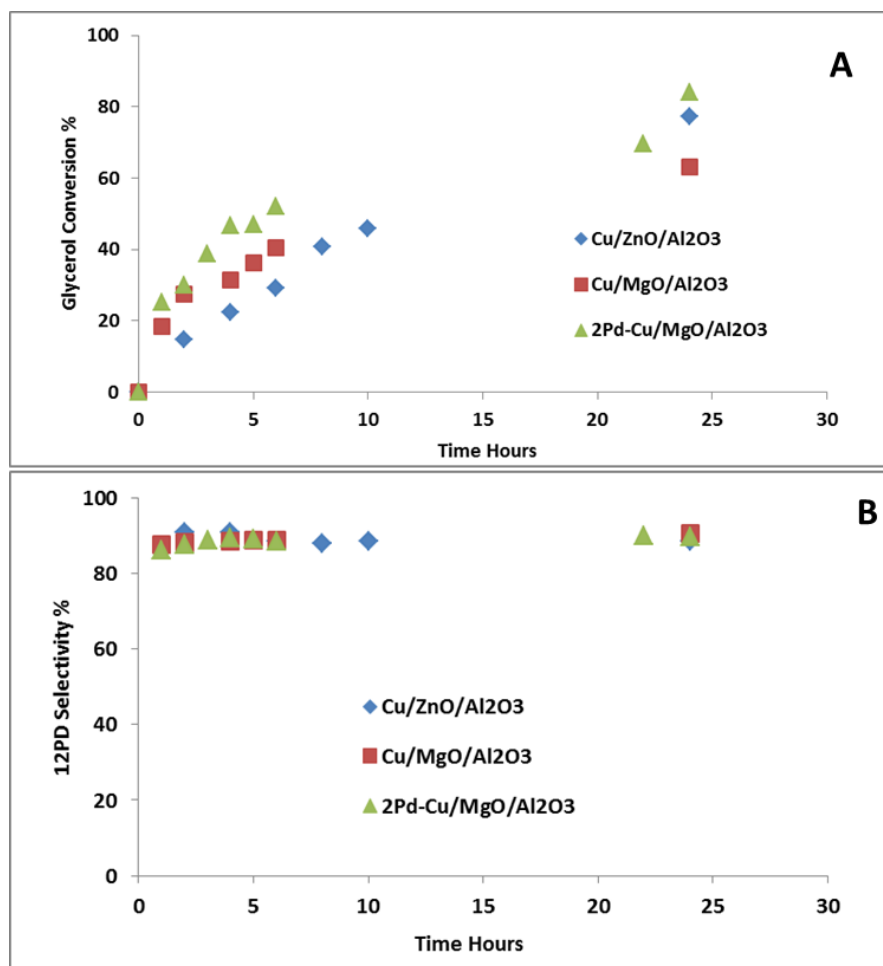 A
100
80
60
40
20
0
Glycerol Conversion %
Cu/ZnO/Al2O3
Cu/MgO/Al2O3
2Pd-Cu/MgO/Al2O3
0 5 10 15 20 25 30
Time Hours
B
100
80
60
40
20
0
12PD Selectivity %
Cu/ZnO/Al2O3
Cu/MgO/Al2O3
2Pd-Cu/MgO/Al2O3
0 5 10 15 20 25 30
Time Hours